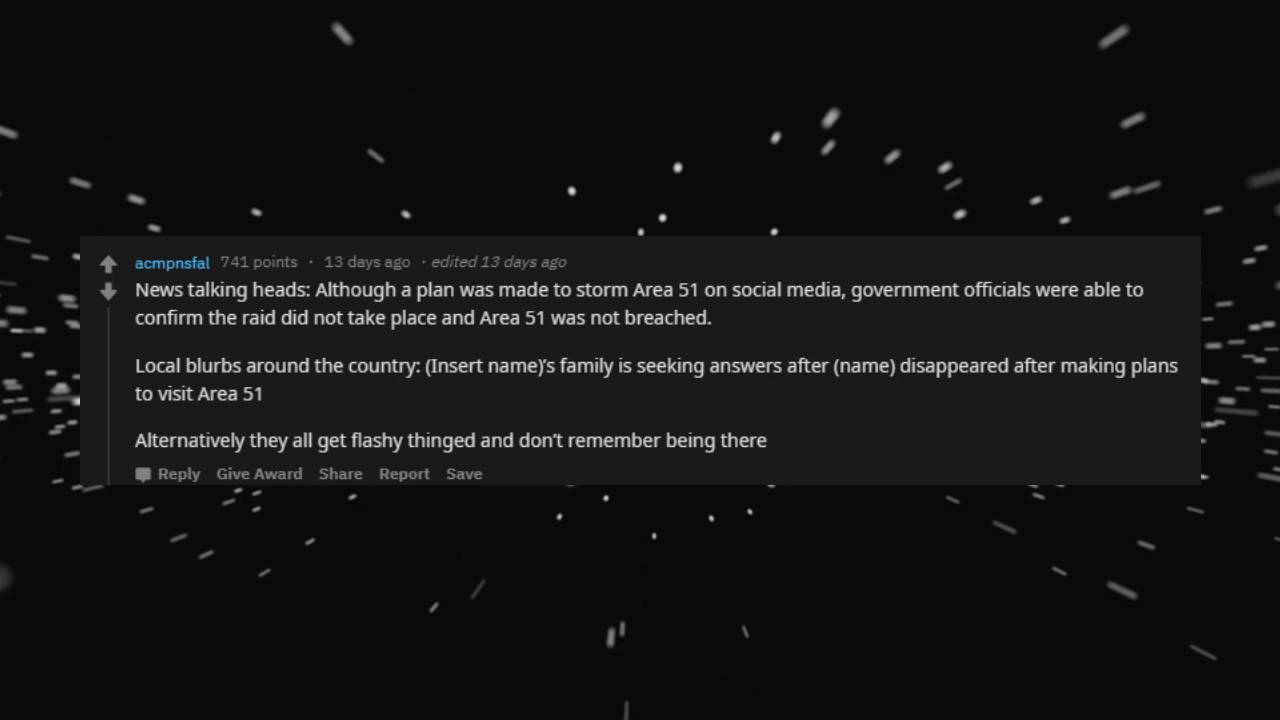 acmpnsfal 741 points · 13 days ago · edited 13 days ago
News talking heads: Although a plan was made to storm Area 51 on social media, government officials were able to
confirm the raid did not take place and Area 51 was not breached.
Local blurbs around the country: (Insert name)’s family is seeking answers after (name) disappeared after making plans
to visit Area 51
Alternatively they all get flashy thinged and don’t remember being there
Reply Give Award Share Report Save